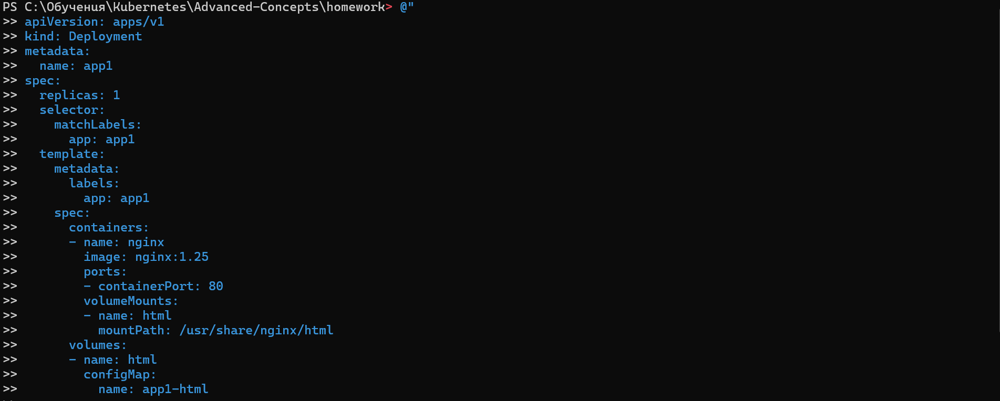 PS C:\Обучения\Kubernetes\Advanced-Concepts\homework> @"
>> apiVersion: apps/v1
>> kind: Deployment
>> metadata:
>>   name: app1
>> spec:
>>   replicas: 1
>>   selector:
>>     matchLabels:
>>       app: app1
>>   template:
>>     metadata:
>>       labels:
>>         app: app1
>>     spec:
>>       containers:
>>       - name: nginx
>>         image: nginx:1.25
>>         ports:
>>         - containerPort: 80
>>         volumeMounts:
>>         - name: html
>>           mountPath: /usr/share/nginx/html
>>       volumes:
>>       - name: html
>>         configMap:
>>           name: app1-html